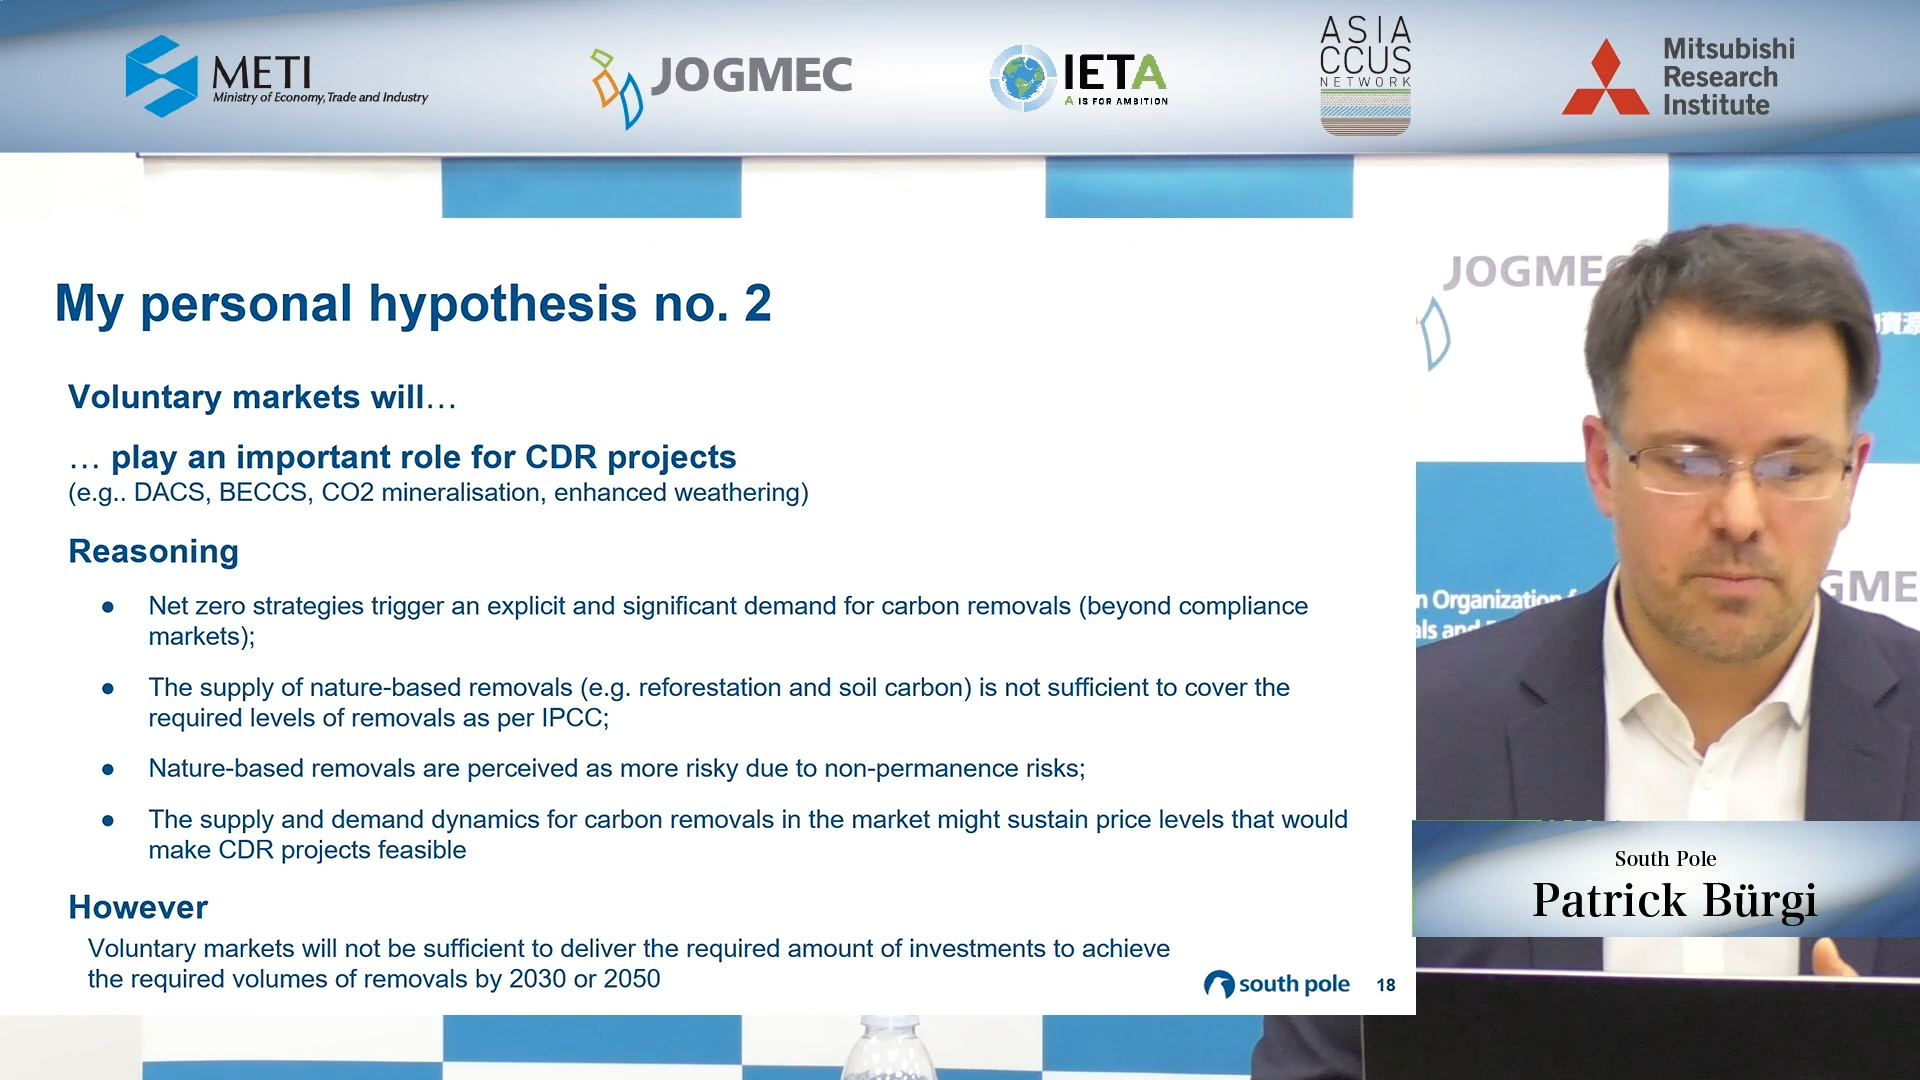 METI
Ministry of Economy, Trade and Industry
JOGMEC
IETA
A IS FOR AMBITION
ASIA
CCUS
NETWORK
Mitsubishi
Research
Institute
My personal hypothesis no. 2
Voluntary markets will…
… play an important role for CDR projects
(e.g.. DACS, BECCS, CO2 mineralisation, enhanced weathering)
Reasoning
● Net zero strategies trigger an explicit and significant demand for carbon removals (beyond compliance
markets);
● The supply of nature-based removals (e.g. reforestation and soil carbon) is not sufficient to cover the
required levels of removals as per IPCC;
● Nature-based removals are perceived as more risky due to non-permanence risks;
● The supply and demand dynamics for carbon removals in the market might sustain price levels that would
make CDR projects feasible
However
Voluntary markets will not be sufficient to deliver the required amount of investments to achieve
the required volumes of removals by 2030 or 2050
south pole 18
JOGMEC
資源
GME
n Organization
als and
South Pole
Patrick Bürgi